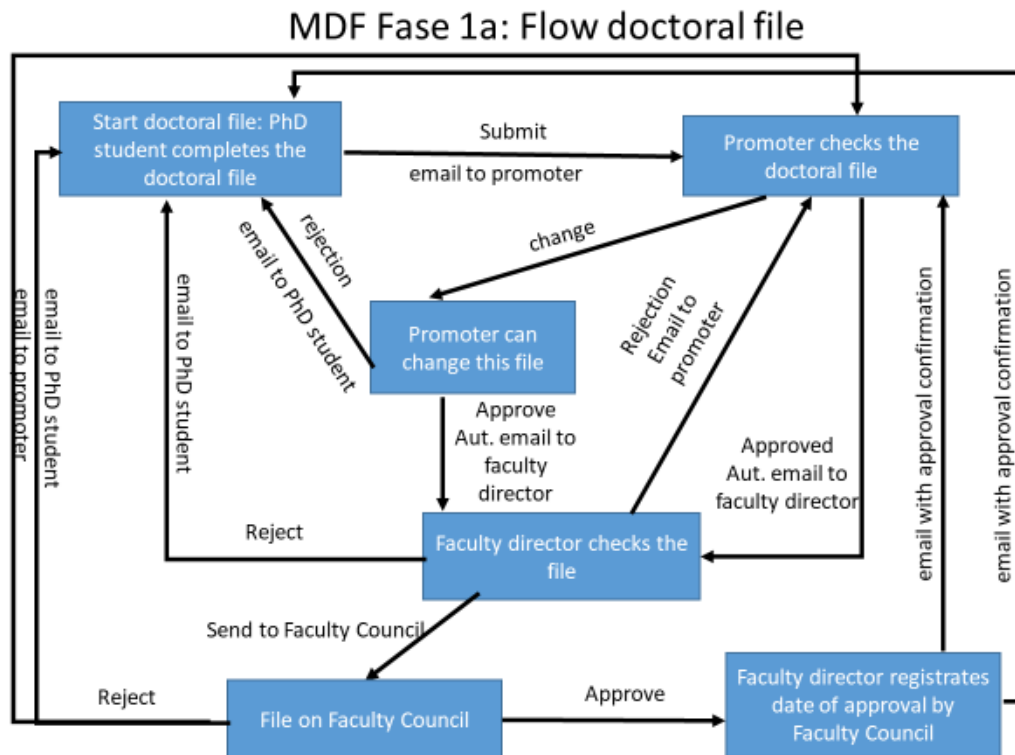 MDF Fase 1a: Flow doctoral file
Start doctoral file: PhD
student completes the
doctoral file
Submit
email to promoter
Promoter checks the
doctoral file
rejection
email to PhD student
change
Promoter can
change this file
Rejection
Email to
promoter
email to promoter
email to PhD student
email to PhD student
Approve
Aut. email to
faculty
director
Approved
Aut. email to
faculty director
email with approval confirmation
email with approval confirmation
Reject
Faculty director checks the
file
Send to Faculty Council
Reject
File on Faculty Council
Approve
Faculty director registrates
date of approval by
Faculty Council